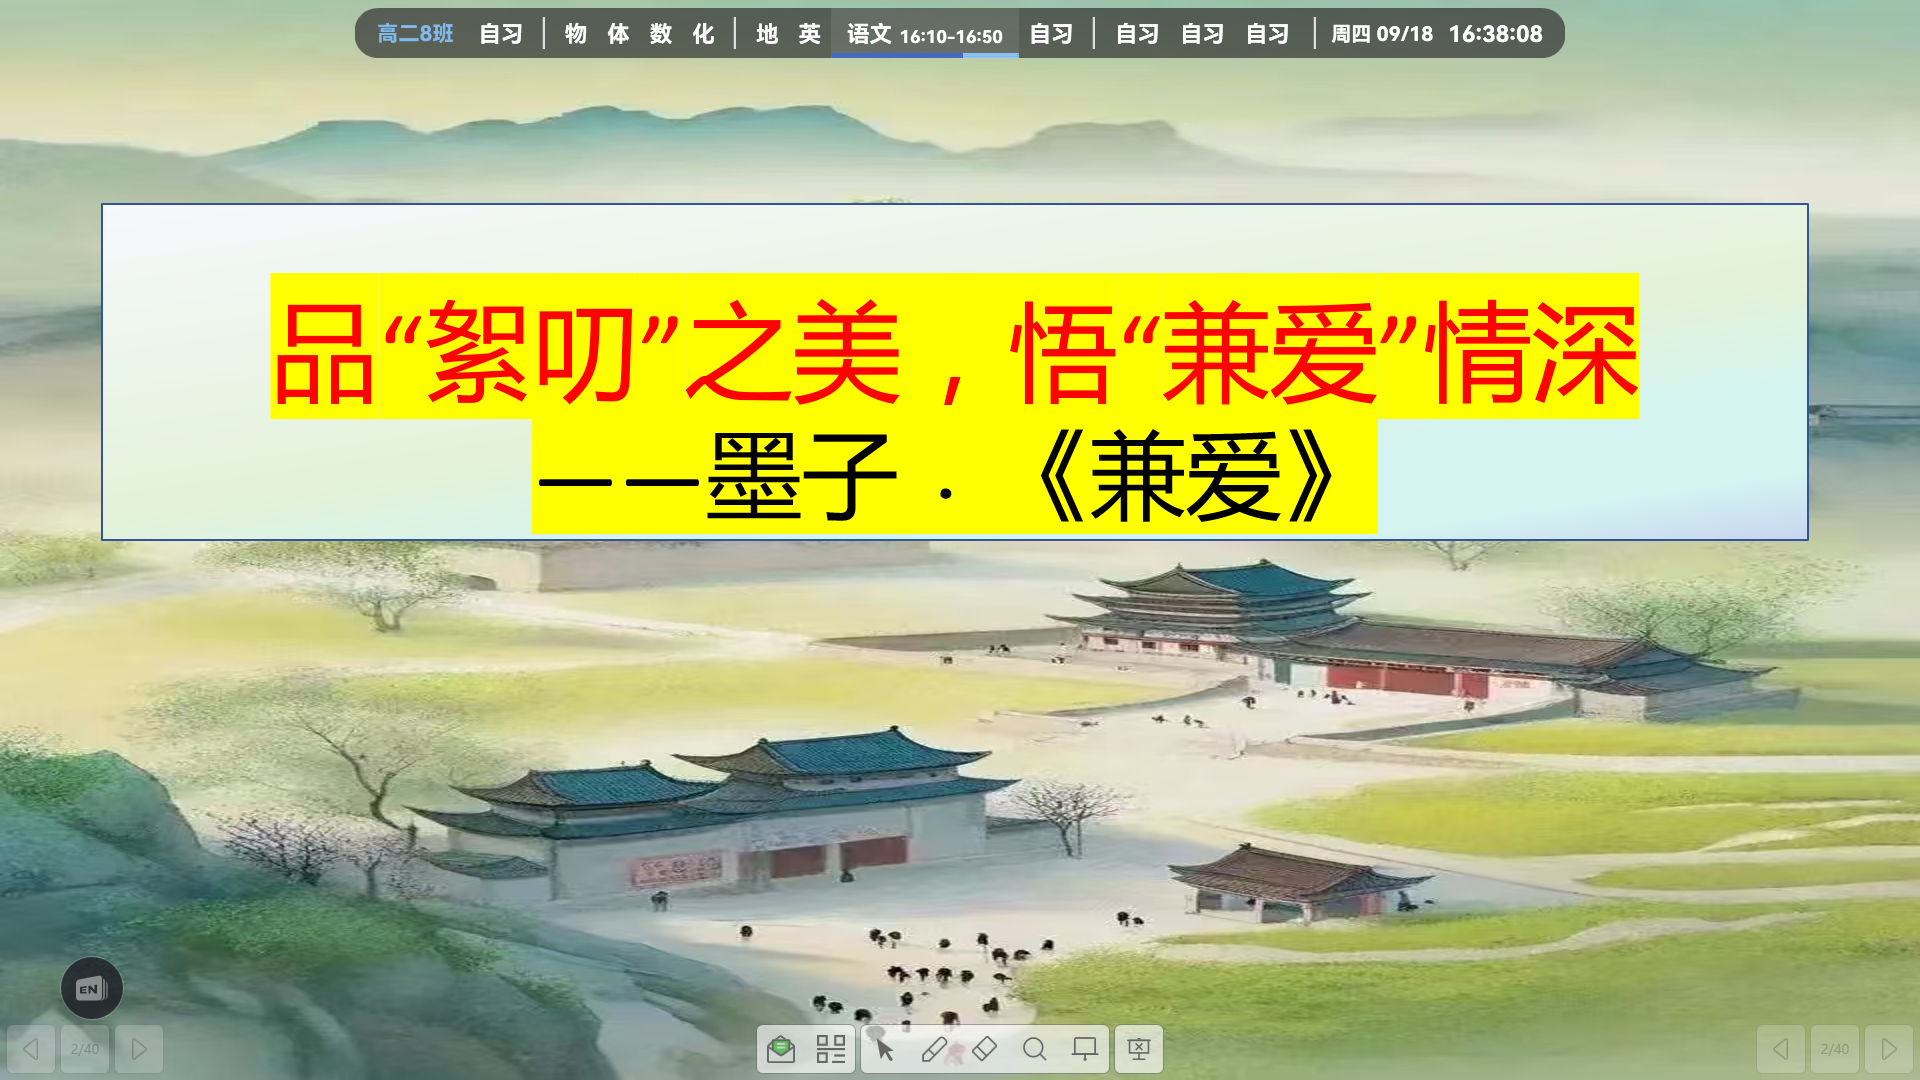 高二8班 自习 | 物 体 数 化 | 地 英 语文 16:10-16:50 自习 | 自习 自习 自习 | 周四 09/18 16:38:08
品“絮叨”之美，悟“兼爱”情深
——墨子．《兼爱》
EN
2/40
2/40